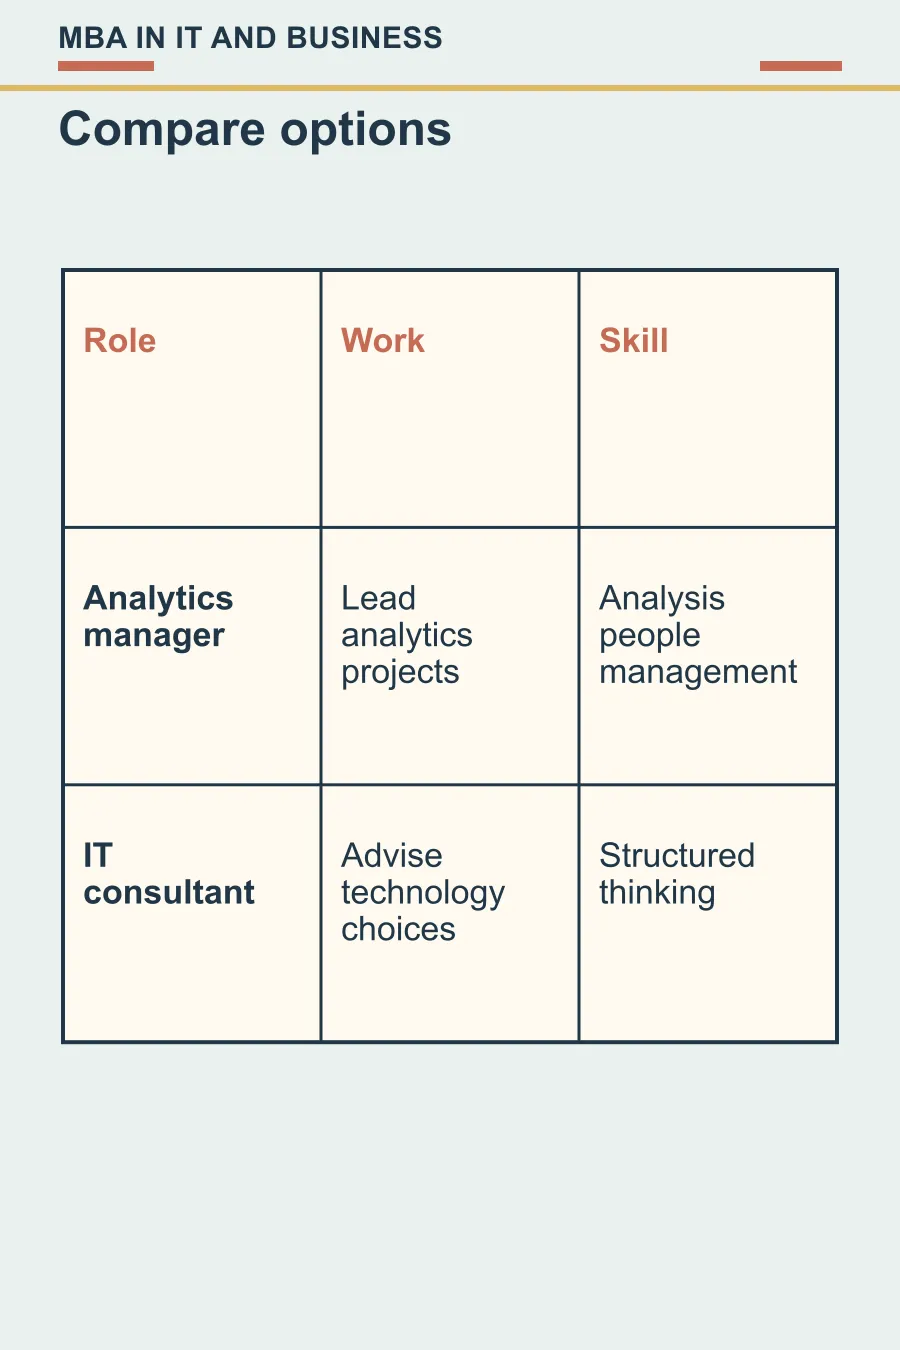 MBA IN IT AND BUSINESS
Compare options
Role
Work
Skill
Analytics
manager
Lead
analytics
projects
Analysis
people
management
IT
consultant
Advise
technology
choices
Structured
thinking